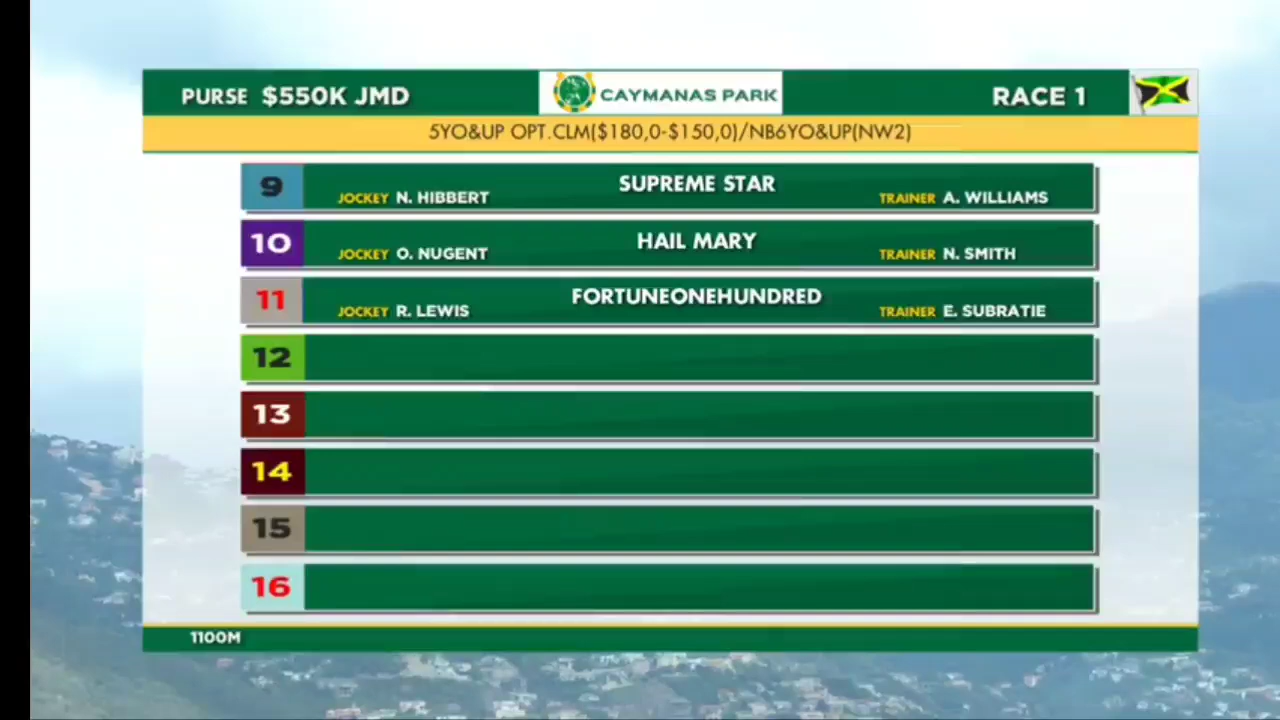 PURSE $550K JMD CAYMANAS PARK RACE 1
5YO&UP OPT.CLM($180,0-$150,0)/NB6YO&UP(NW2)
9 SUPREME STAR
JOCKEY N. HIBBERT TRAINER A. WILLIAMS
10 HAIL MARY
JOCKEY O. NUGENT TRAINER N. SMITH
11 FORTUNEONEHUNDRED
JOCKEY R. LEWIS TRAINER E. SUBRATIE
12
13
14
15
16
1100M